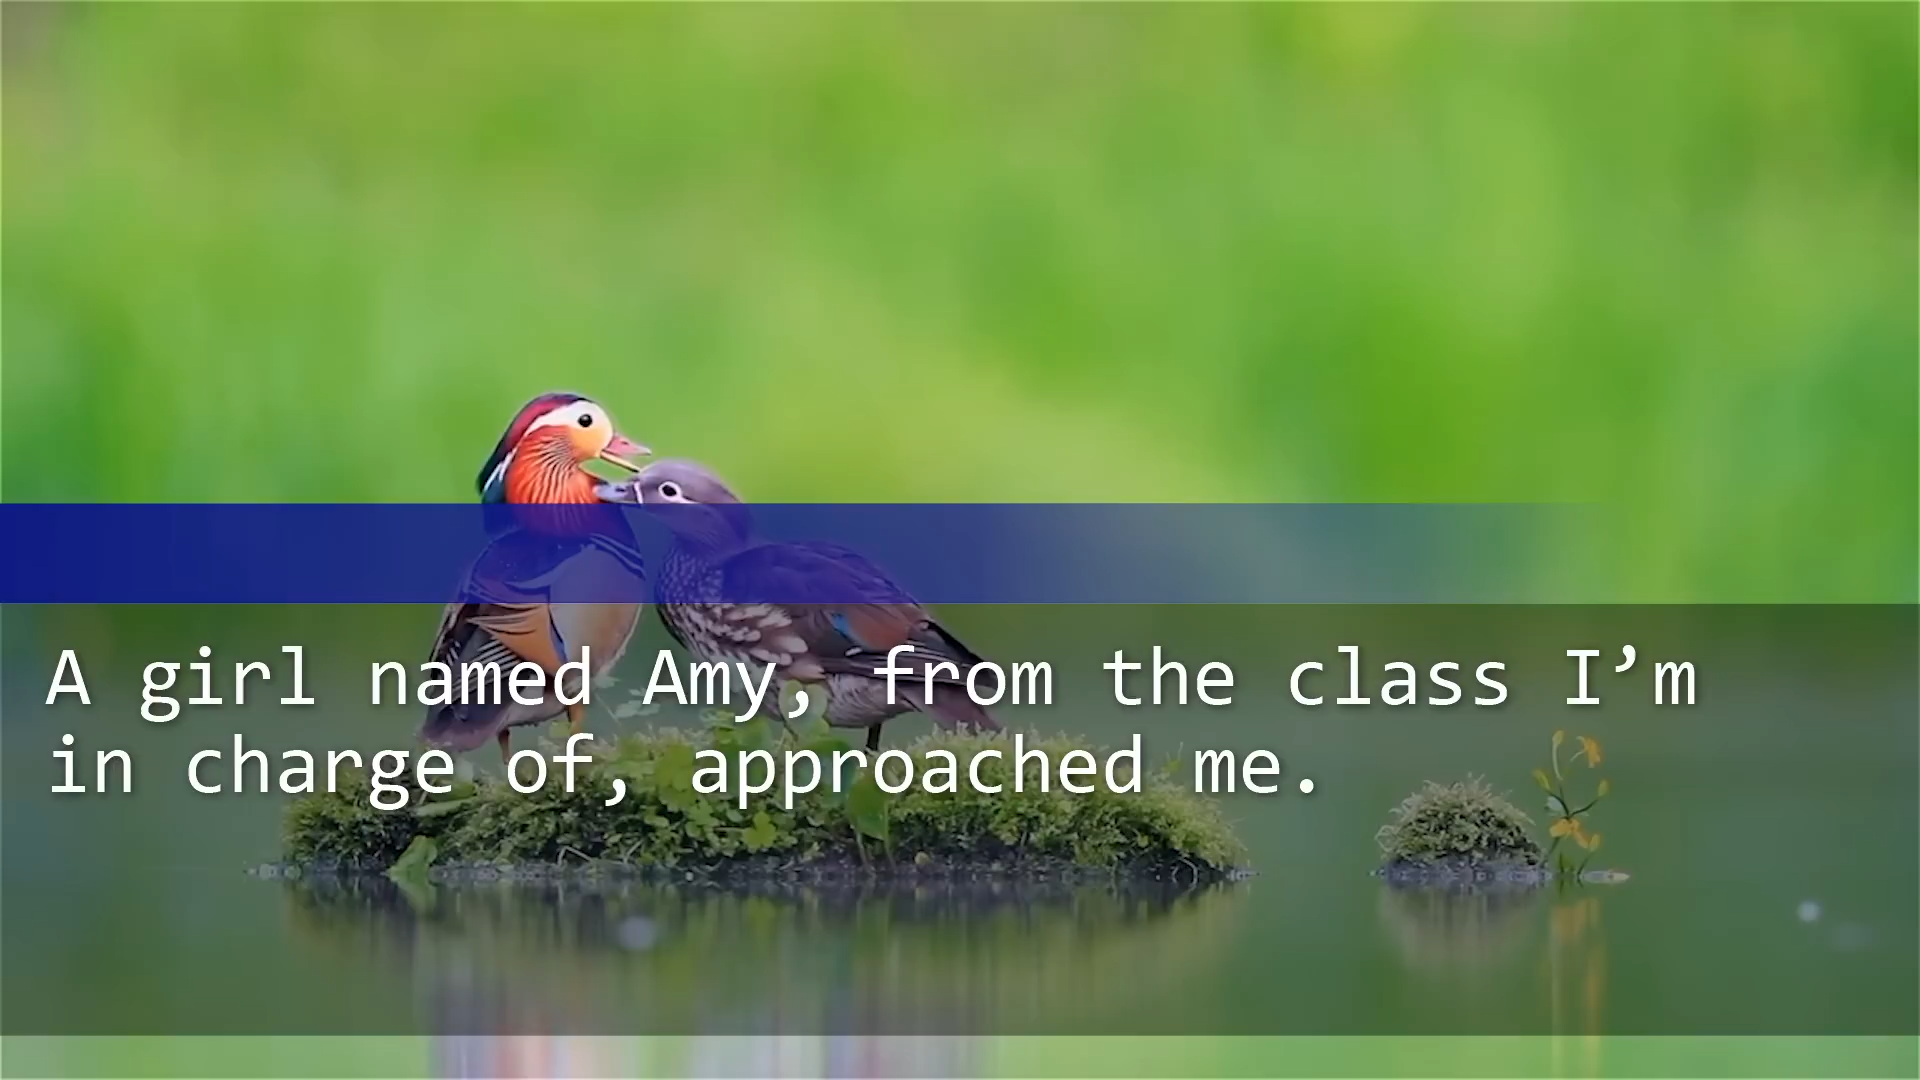 A girl named Amy, from the class I’m
in charge of, approached me.